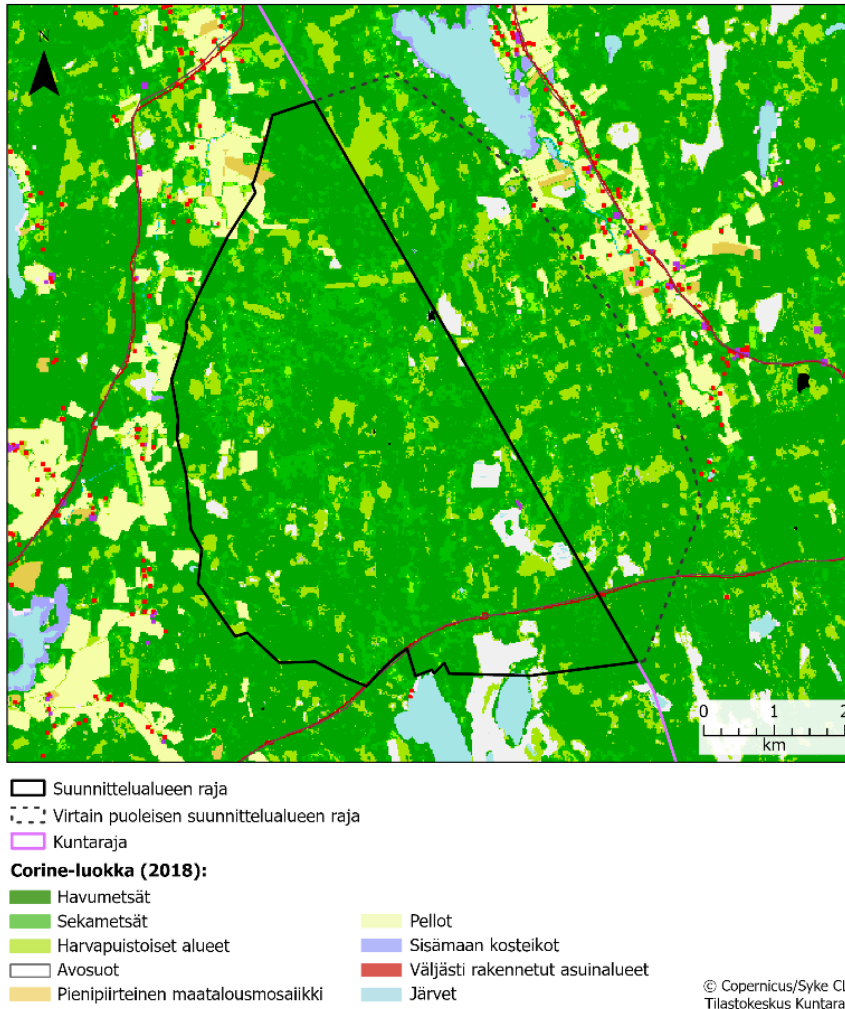 N
0 1 2
km
Suunnittelualueen raja
Virtain puoleisen suunnittelualueen raja
Kuntaraja
Corine-luokka (2018):
Havumetsät
Sekametsät
Harvapuistoiset alueet
Avosuot
Pienipiirteinen maatalousmosaiikki
Pellot
Sisämaan kosteikot
Väljästi rakennetut asuinalueet
Järvet
© Copernicus/Syke CL
Tilastokeskus Kuntara